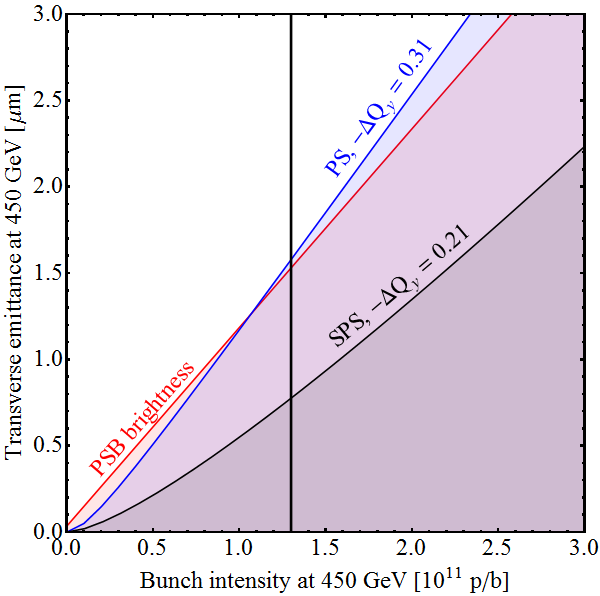 3.0
2.5
2.0
1.5
1.0
0.5
0.0
Transverse emittance at 450 GeV [μm]
PS, −ΔQy = 0.31
SPS, −ΔQy = 0.21
PSB brightness
0.0 0.5 1.0 1.5 2.0 2.5 3.0
Bunch intensity at 450 GeV [10¹¹ p/b]